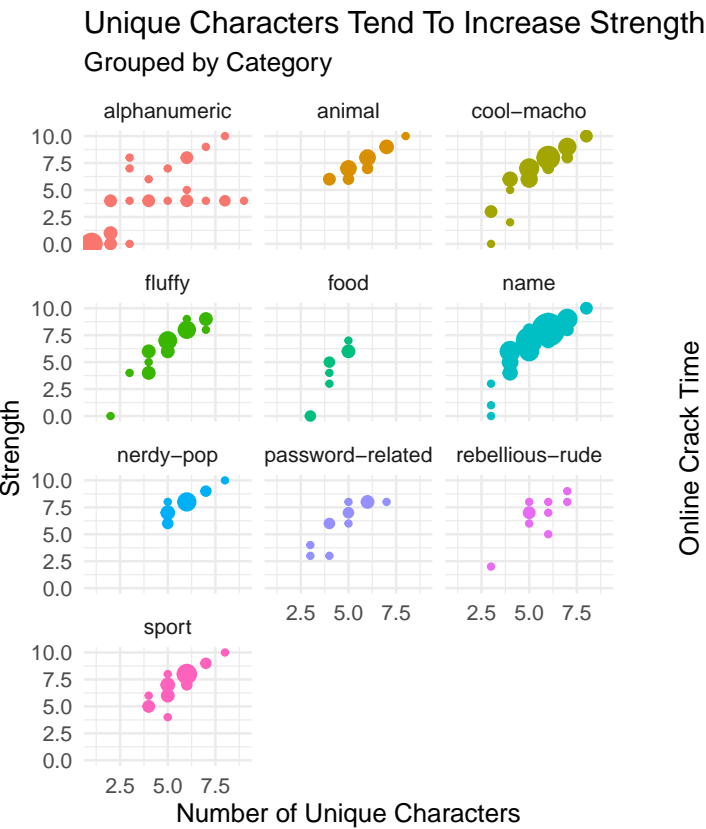 Unique Characters Tend To Increase Strength
Grouped by Category
alphanumeric animal cool−macho
10.0
7.5
5.0
2.5
0.0
fluffy food name
10.0
7.5
5.0
2.5
0.0
nerdy−pop password−related rebellious−rude
10.0
7.5
5.0
2.5
0.0
2.5 5.0 7.5 2.5 5.0 7.5
sport
10.0
7.5
5.0
2.5
0.0
2.5 5.0 7.5
Number of Unique Characters
Strength
Online Crack Time